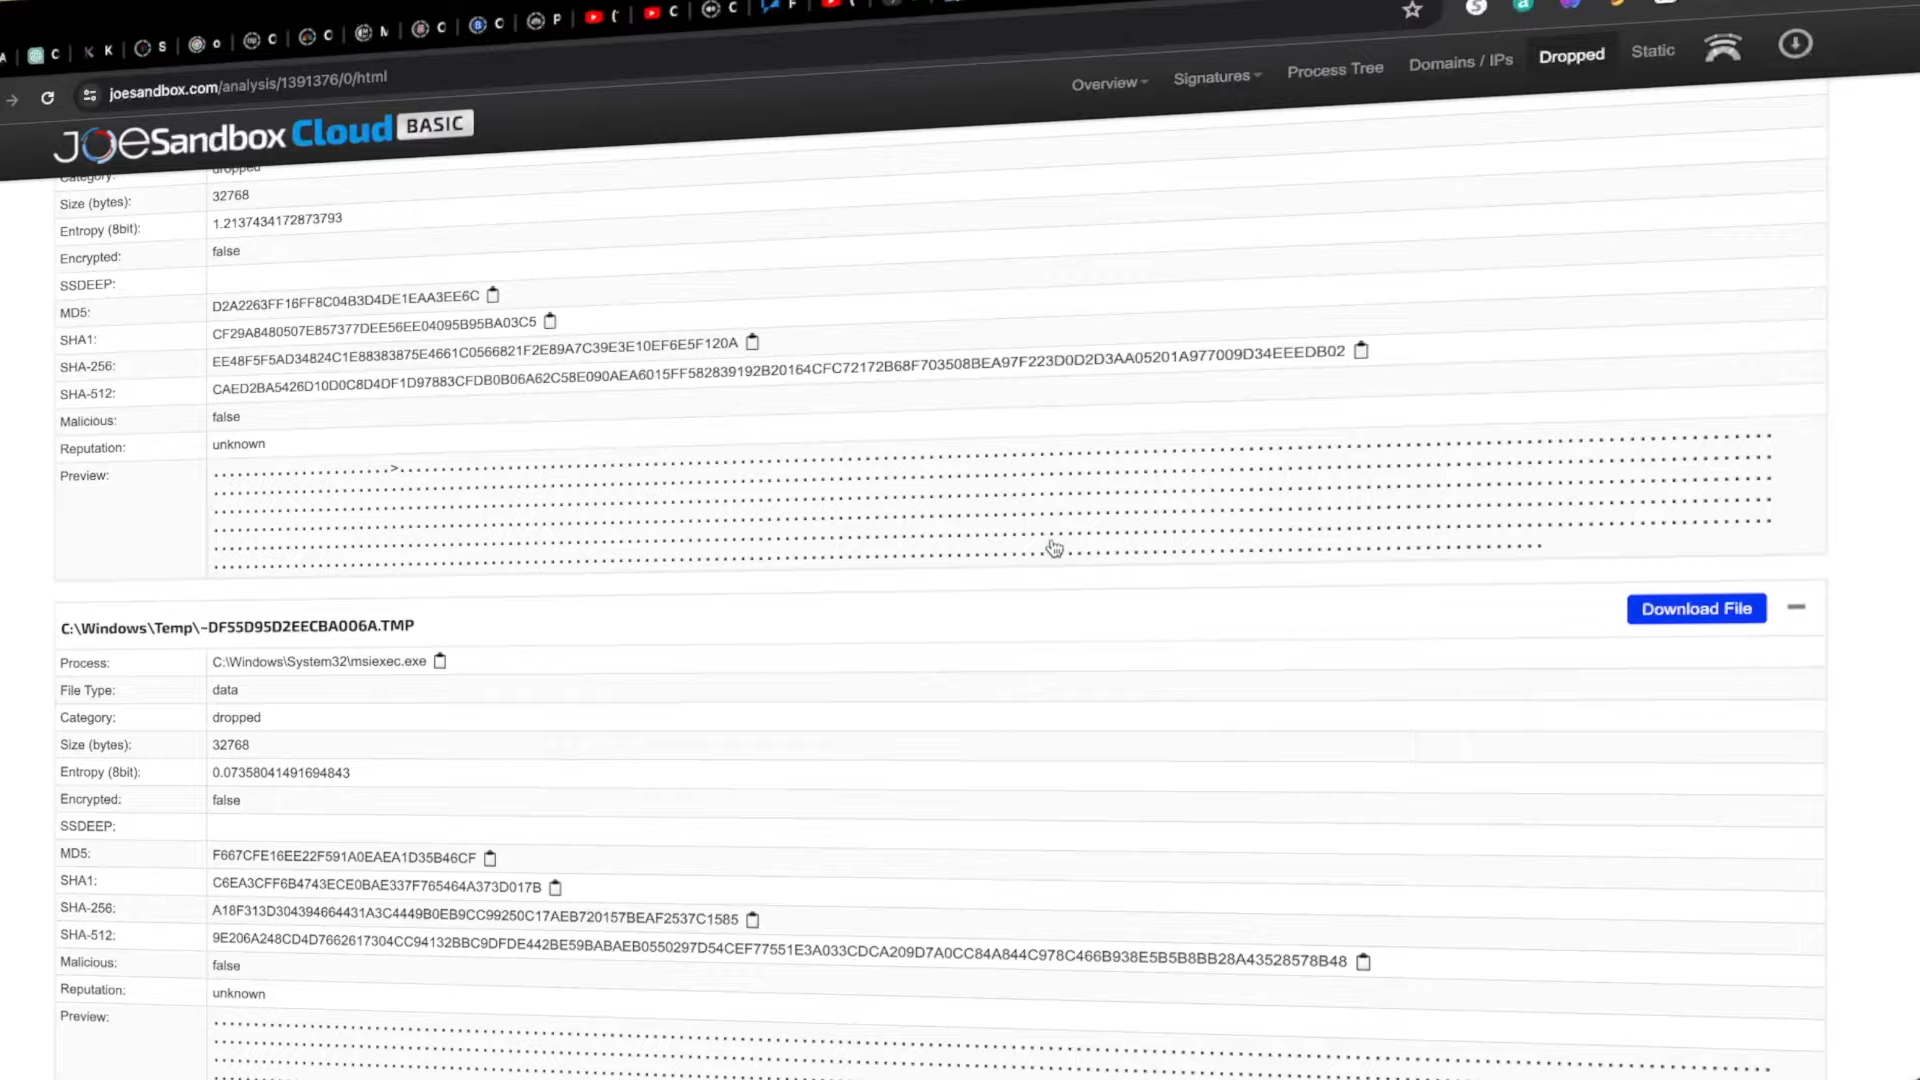 joesandbox.com/analysis/1391376/0/html
Overview Signatures Process Tree Domains / IPs Dropped Static
JOESandbox Cloud BASIC
Category: dropped
Size (bytes): 32768
Entropy (8bit): 1.2137434172873793
Encrypted: false
SSDEEP:
MD5: D2A2263FF16FF8C04B3D4DE1EAA3EE6C
SHA1: CF29A8480507E857377DEE56EE04095B95BA03C5
SHA-256: EE48F5F5AD34824C1E88383875E4661C0566821F2E89A7C39E3E10EF6E5F120A
SHA-512: CAED2BA5426D10D0C8D4DF1D97883CFDB0B06A62C58E090AEA6015FF582839192B20164CFC72172B68F703508BEA97F223D0D2D3AA05201A977009D34EEEDB02
Malicious: false
Reputation: unknown
Preview:
C:\Windows\Temp\~DF55D95D2EECBA006A.TMP
Download File
Process: C:\Windows\System32\msiexec.exe
File Type: data
Category: dropped
Size (bytes): 32768
Entropy (8bit): 0.07358041491694843
Encrypted: false
SSDEEP:
MD5: F667CFE16EE22F591A0EAEA1D35B46CF
SHA1: C6EA3CFF6B4743ECE0BAE337F765464A373D017B
SHA-256: A18F313D304394664431A3C4449B0EB9CC99250C17AEB720157BEAF2537C1585
SHA-512: 9E206A248CD4D7662617304CC94132BBC9DFDE442BE59BABAEB0550297D54CEF77551E3A033CDCA209D7A0CC84A844C978C466B938E5B5B8BB28A43528578B48
Malicious: false
Reputation: unknown
Preview: